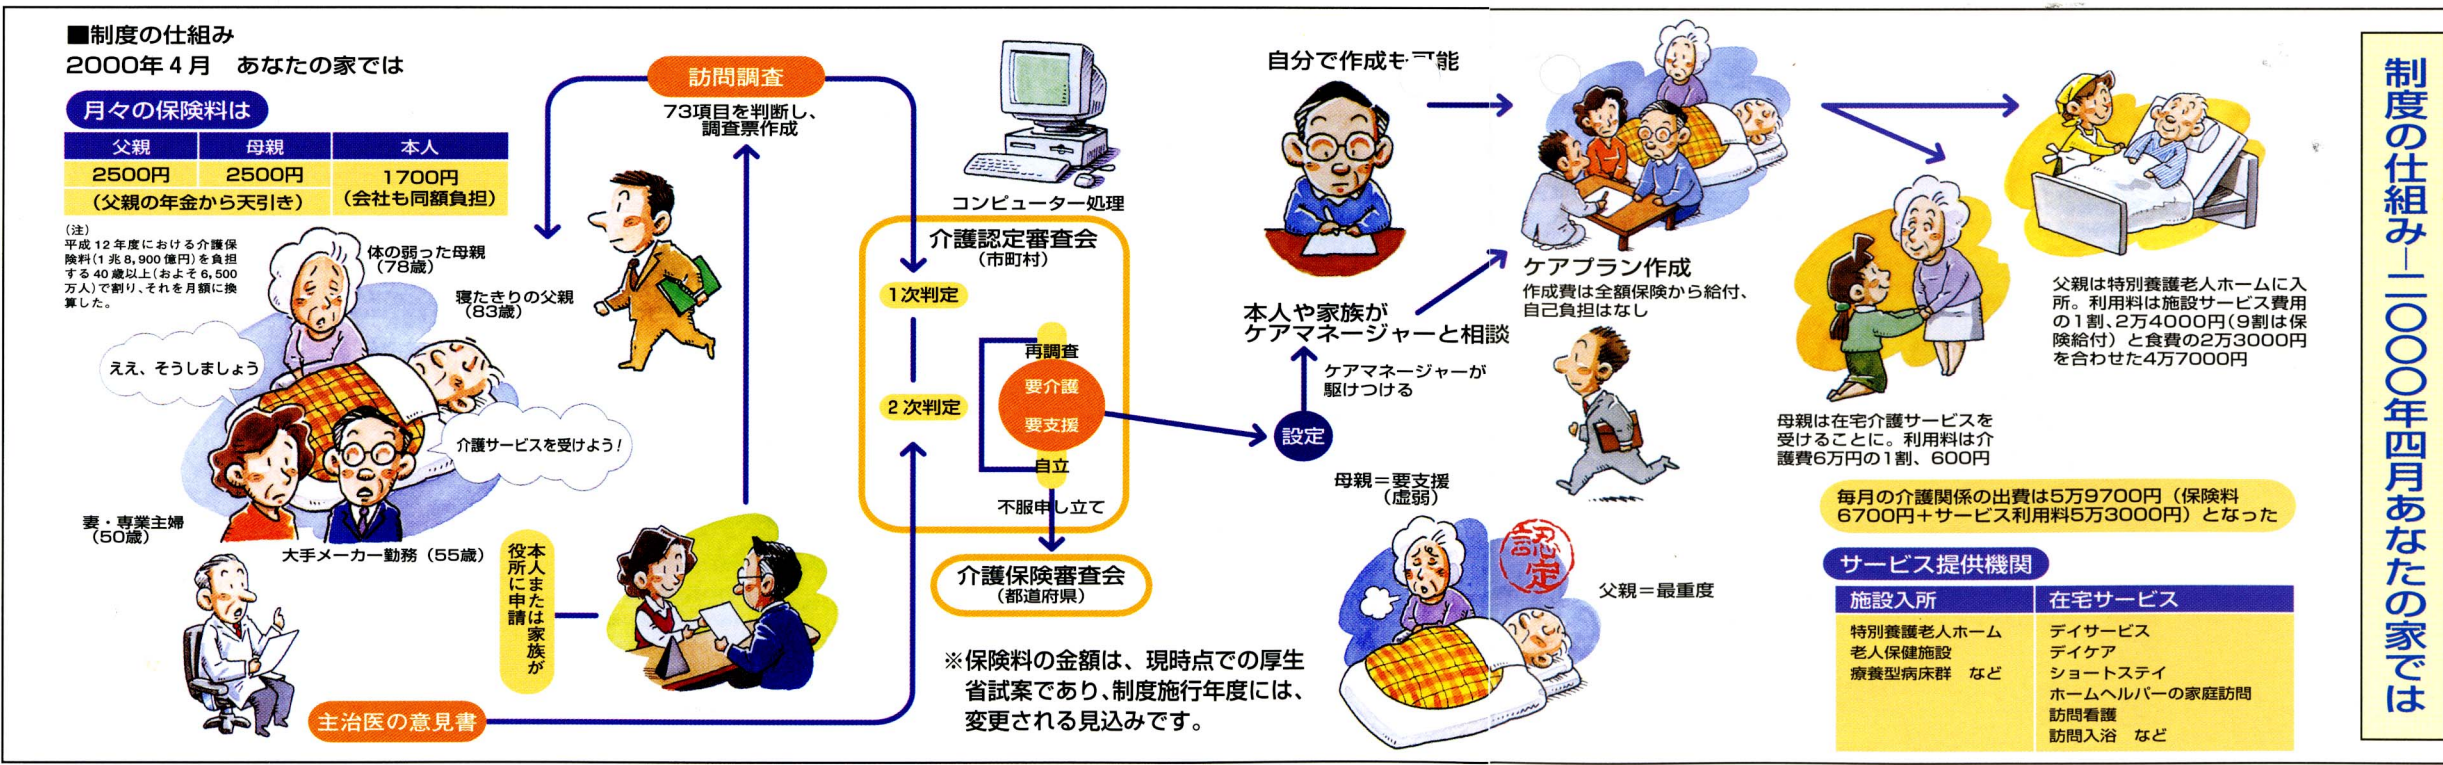 ■制度の仕組み
2000年4月　あなたの家では
月々の保険料は
父親　母親　本人
2500円　2500円　1700円
(父親の年金から天引き)　(会社も同額負担)
(注)
平成12年度における介護保
険料(1兆8,900億円)を負担
する40歳以上(およそ6,500
万人)で割り、それを月額に換
算した。
体の弱った母親
(78歳)
寝たきりの父親
(83歳)
ええ、そうしましょう
介護サービスを受けよう!
妻・専業主婦
(50歳)
大手メーカー勤務(55歳)
本人または家族が
役所に申請
主治医の意見書
訪問調査
73項目を判断し、
調査票作成
コンピューター処理
介護認定審査会
(市町村)
1次判定
2次判定
再調査
要介護
要支援
自立
不服申し立て
介護保険審査会
(都道府県)
※保険料の金額は、現時点での厚生
省試案であり、制度施行年度には、
変更される見込みです。
設定
ケアマネージャーが
駆けつける
本人や家族が
ケアマネージャーと相談
自分で作成も 能
母親=要支援
(虚弱)
認定
父親=最重度
ケアプラン作成
作成費は全額保険から給付、
自己負担はなし
父親は特別養護老人ホームに入
所。利用料は施設サービス費用
の1割、2万4000円(9割は保
険給付)と食費の2万3000円
を合わせた4万7000円
母親は在宅介護サービスを
受けることに。利用料は介
護費6万円の1割、600円
毎月の介護関係の出費は5万9700円(保険料
6700円+サービス利用料5万3000円)となった
サービス提供機関
施設入所　在宅サービス
特別養護老人ホーム　デイサービス
老人保健施設　デイケア
療養型病床群　など　ショートステイ
ホームヘルパーの家庭訪問
訪問看護
訪問入浴　など
制度の仕組み―二〇〇〇年四月あなたの家では